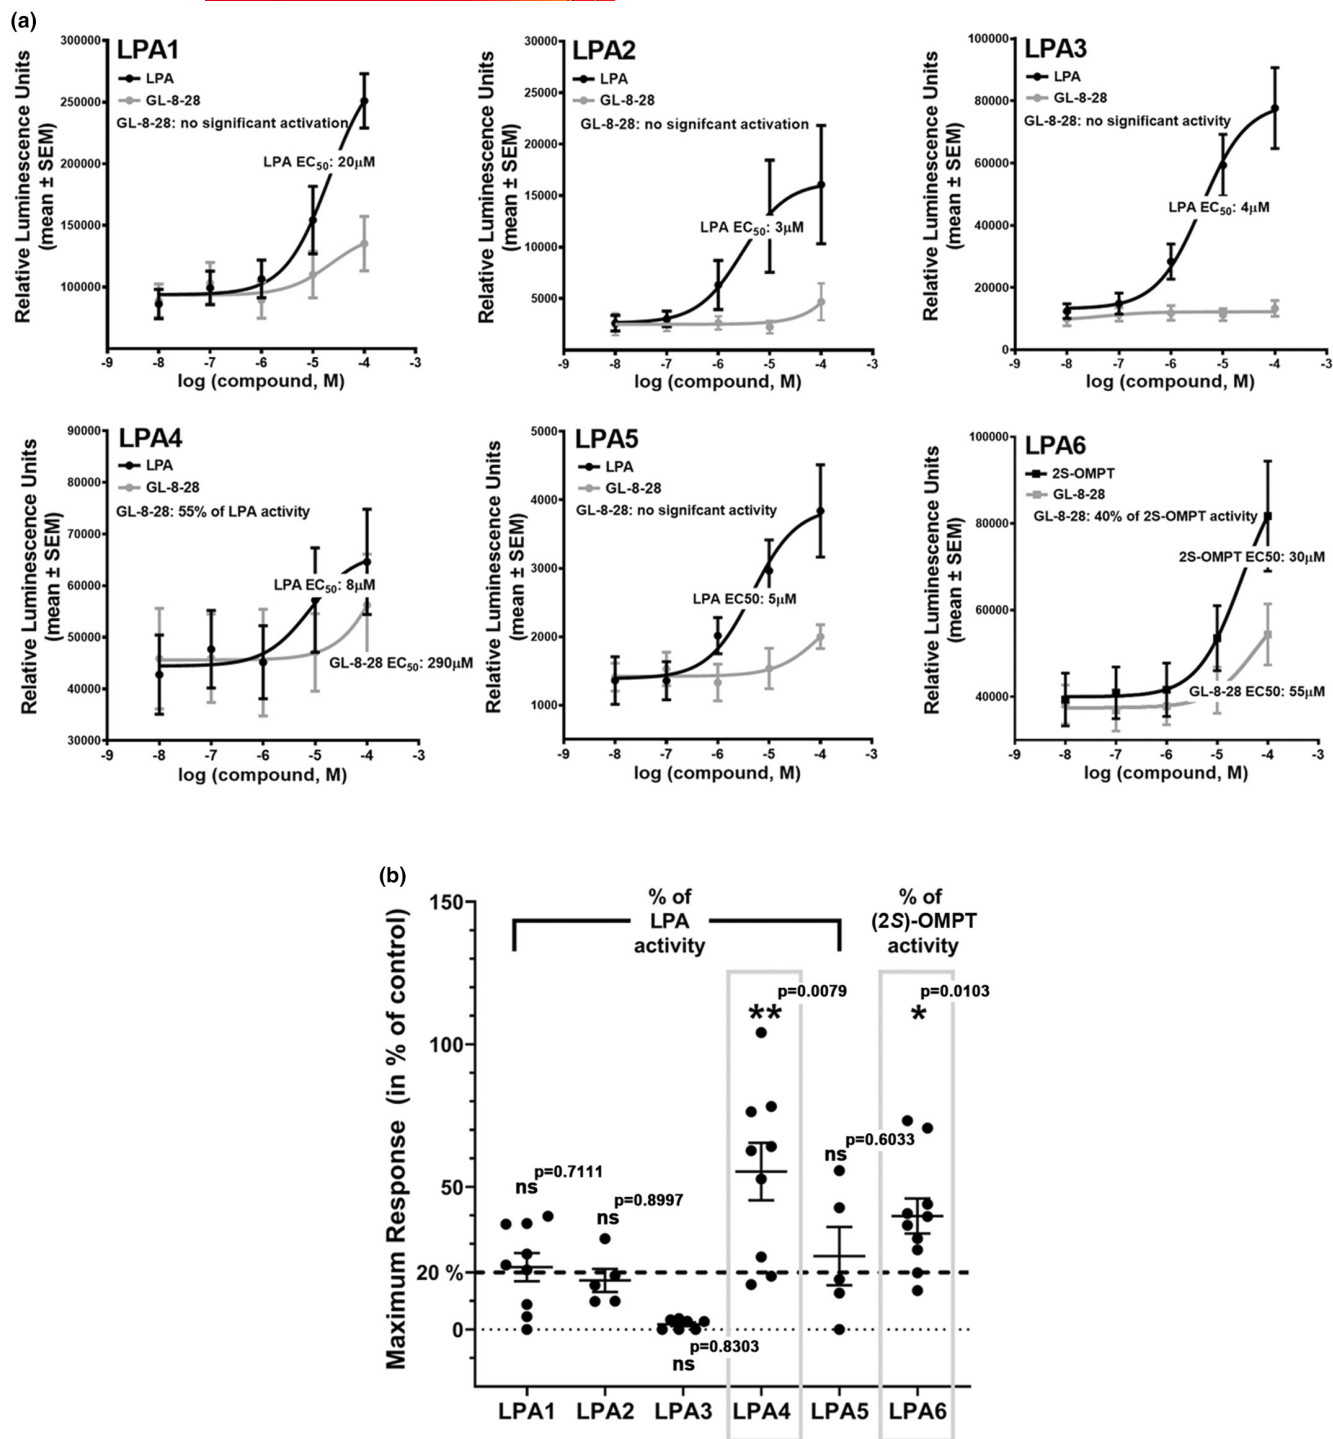 (a)
LPA1
LPA
GL-8-28
GL-8-28: no significant activation
LPA EC50: 20µM
Relative Luminescence Units
(mean ± SEM)
300000
250000
200000
150000
100000
-9 -8 -7 -6 -5 -4 -3
log (compound, M)
LPA2
LPA
GL-8-28
GL-8-28: no signifcant activation
LPA EC50: 3µM
Relative Luminescence Units
(mean ± SEM)
30000
25000
20000
15000
10000
5000
-9 -8 -7 -6 -5 -4 -3
log (compound, M)
LPA3
LPA
GL-8-28
GL-8-28: no significant activity
LPA EC50: 4µM
Relative Luminescence Units
(mean ± SEM)
100000
80000
60000
40000
20000
0
-9 -8 -7 -6 -5 -4 -3
log (compound, M)
LPA4
LPA
GL-8-28
GL-8-28: 55% of LPA activity
LPA EC50: 8µM
GL-8-28 EC50: 290µM
Relative Luminescence Units
(mean ± SEM)
90000
80000
70000
60000
50000
40000
30000
-9 -8 -7 -6 -5 -4 -3
log (compound, M)
LPA5
LPA
GL-8-28
GL-8-28: no signifcant activity
LPA EC50: 5µM
Relative Luminescence Units
(mean ± SEM)
5000
4000
3000
2000
1000
-9 -8 -7 -6 -5 -4 -3
log (compound, M)
LPA6
2S-OMPT
GL-8-28
GL-8-28: 40% of 2S-OMPT activity
2S-OMPT EC50: 30µM
GL-8-28 EC50: 55µM
Relative Luminescence Units
(mean ± SEM)
100000
80000
60000
40000
-9 -8 -7 -6 -5 -4 -3
log (compound, M)
(b)
Maximum Response (in % of control)
150
100
50
20 %
0
% of
LPA
activity
% of
(2S)-OMPT
activity
p=0.0079
**
p=0.0103
*
p=0.6033
ns
p=0.7111
ns
p=0.8997
ns
p=0.8303
ns
LPA1 LPA2 LPA3 LPA4 LPA5 LPA6